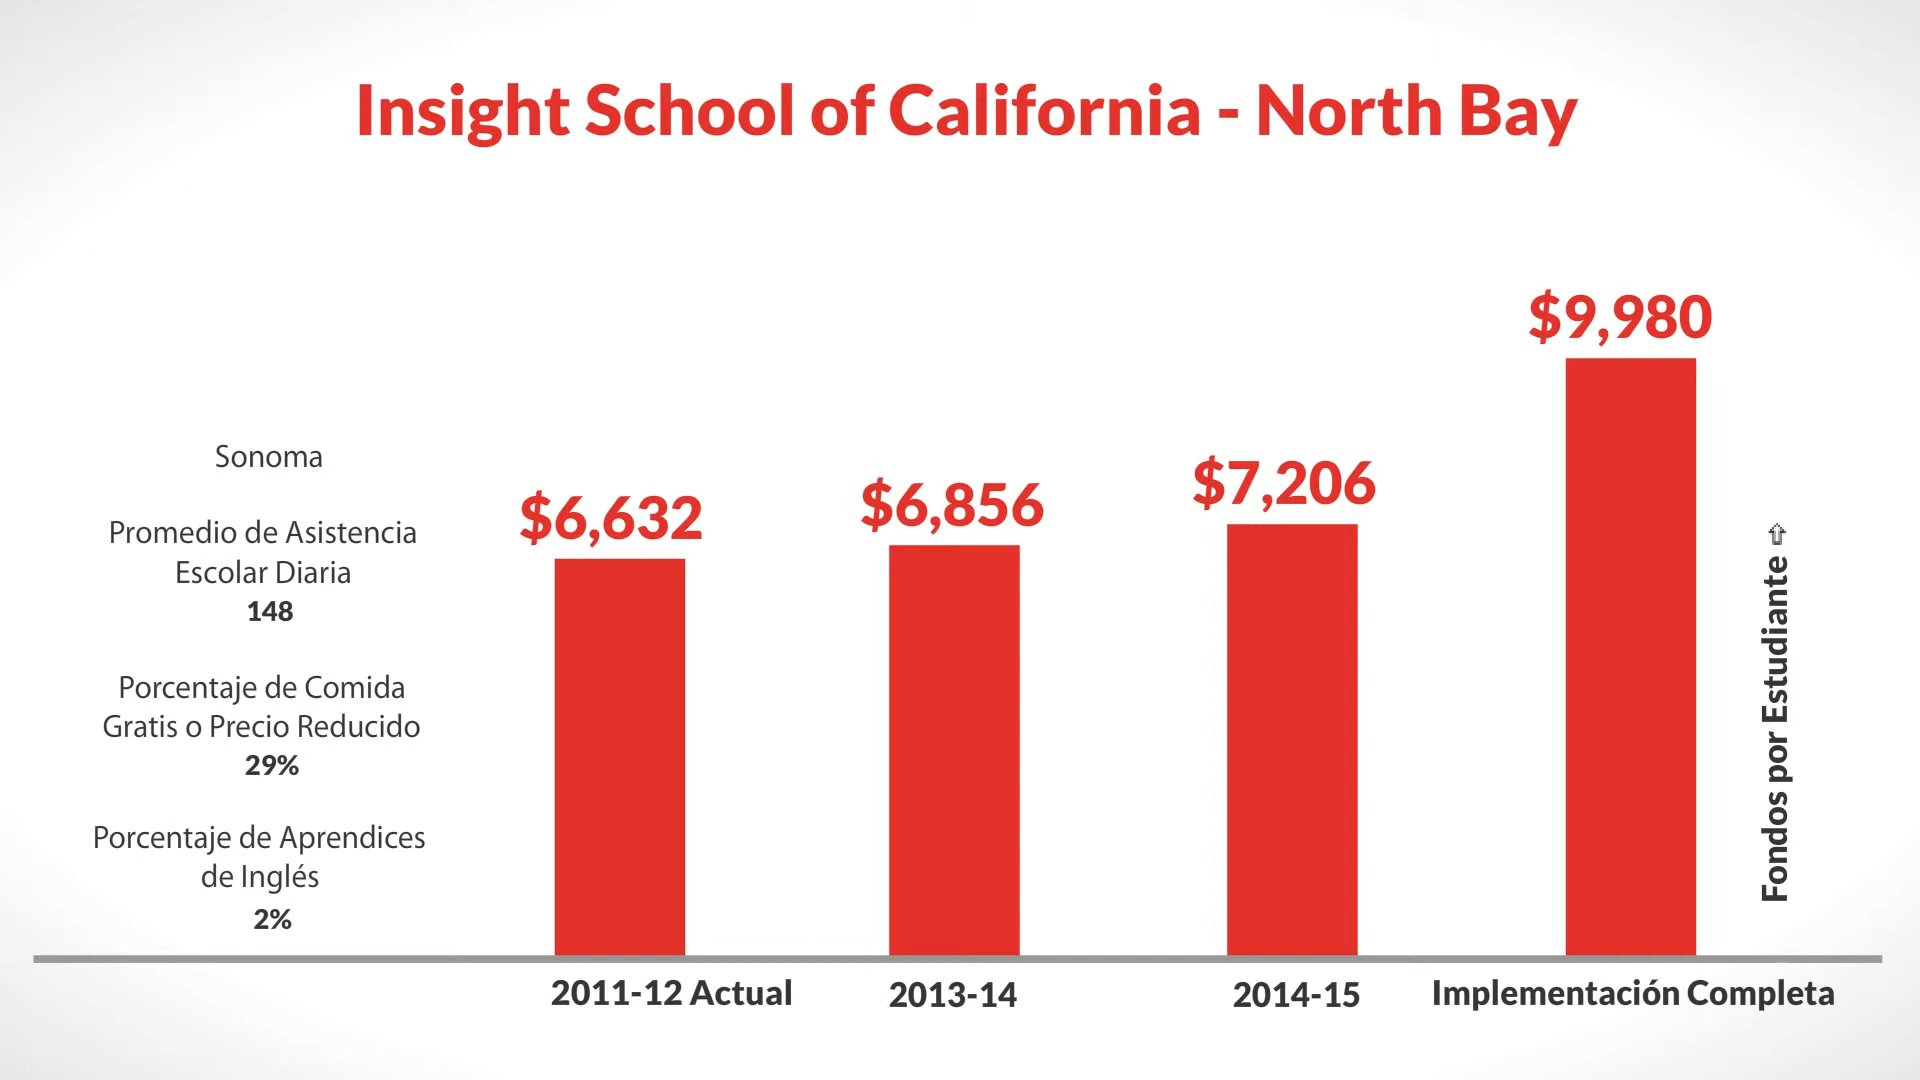 Insight School of California - North Bay
Sonoma
Promedio de Asistencia
Escolar Diaria
148
Porcentaje de Comida
Gratis o Precio Reducido
29%
Porcentaje de Aprendices
de Inglés
2%
$6,632
$6,856
$7,206
$9,980
Fondos por Estudiante ⇧
2011-12 Actual
2013-14
2014-15
Implementación Completa